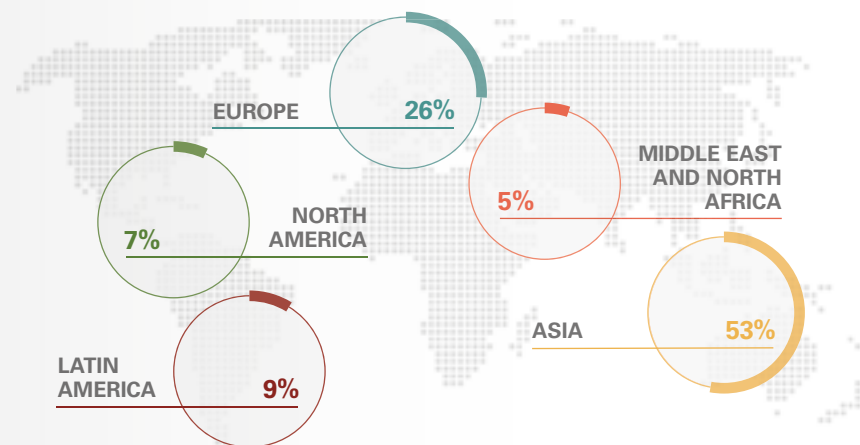 EUROPE 26%
MIDDLE EAST
AND NORTH
AFRICA
5%
NORTH
AMERICA
7%
ASIA 53%
LATIN
AMERICA 9%